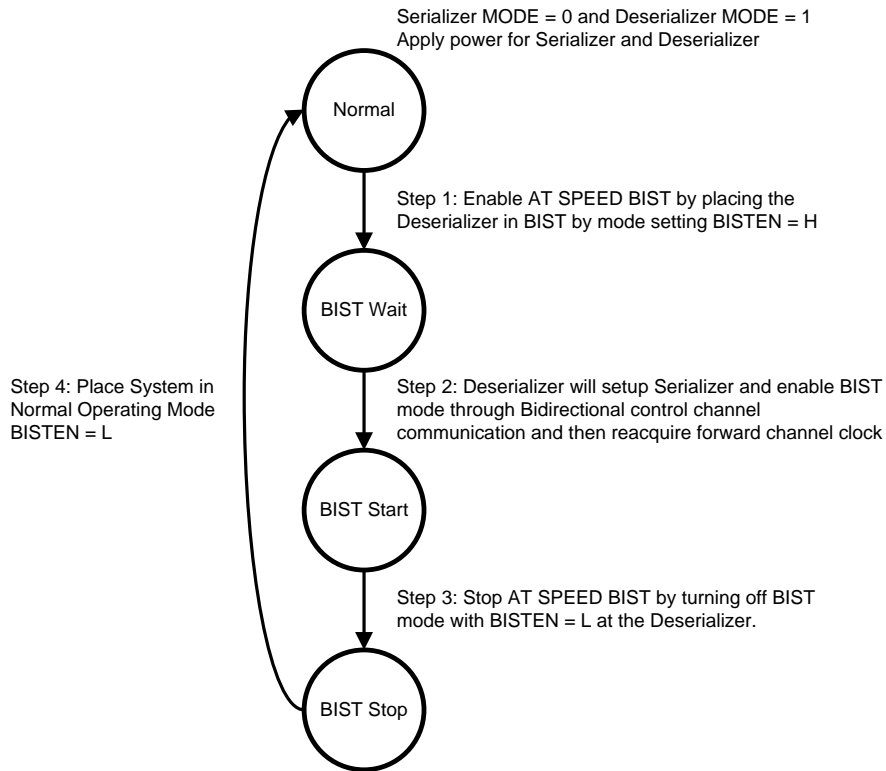 Serializer MODE = 0 and Deserializer MODE = 1
Apply power for Serializer and Deserializer
Normal
Step 1: Enable AT SPEED BIST by placing the
Deserializer in BIST by mode setting BISTEN = H
BIST Wait
Step 2: Deserializer will setup Serializer and enable BIST
mode through Bidirectional control channel
communication and then reacquire forward channel clock
Step 4: Place System in
Normal Operating Mode
BISTEN = L
BIST Start
Step 3: Stop AT SPEED BIST by turning off BIST
mode with BISTEN = L at the Deserializer.
BIST Stop